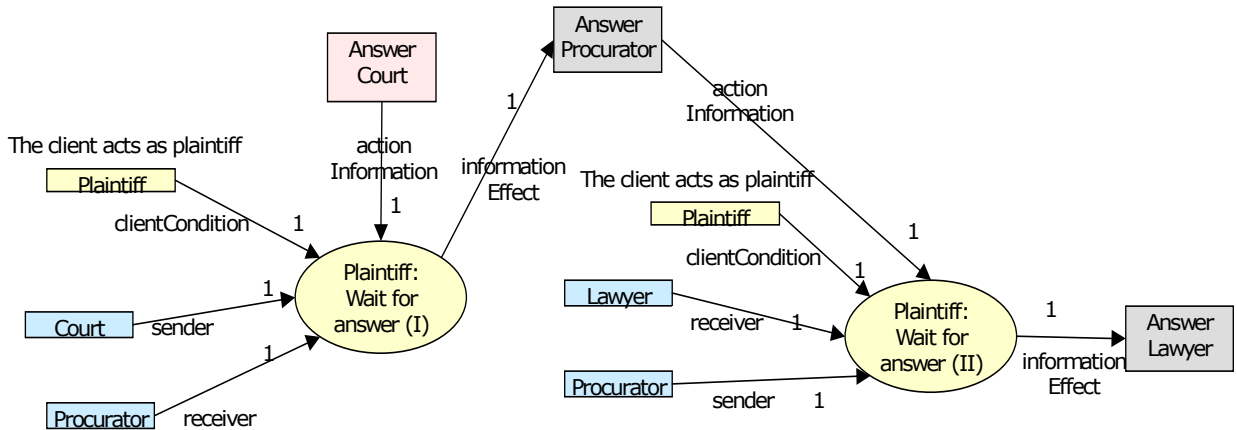 Answer
Court
Answer
Procurator
1
action
Information
action
Information
1
information
Effect
The client acts as plaintiff
Plaintiff
clientCondition
1
1
The client acts as plaintiff
Plaintiff
clientCondition
1
1
Plaintiff:
Wait for
answer (I)
1
Court
sender
1
Procurator
receiver
Lawyer
receiver
1
Procurator
sender
1
Plaintiff:
Wait for
answer (II)
1
information
Effect
Answer
Lawyer